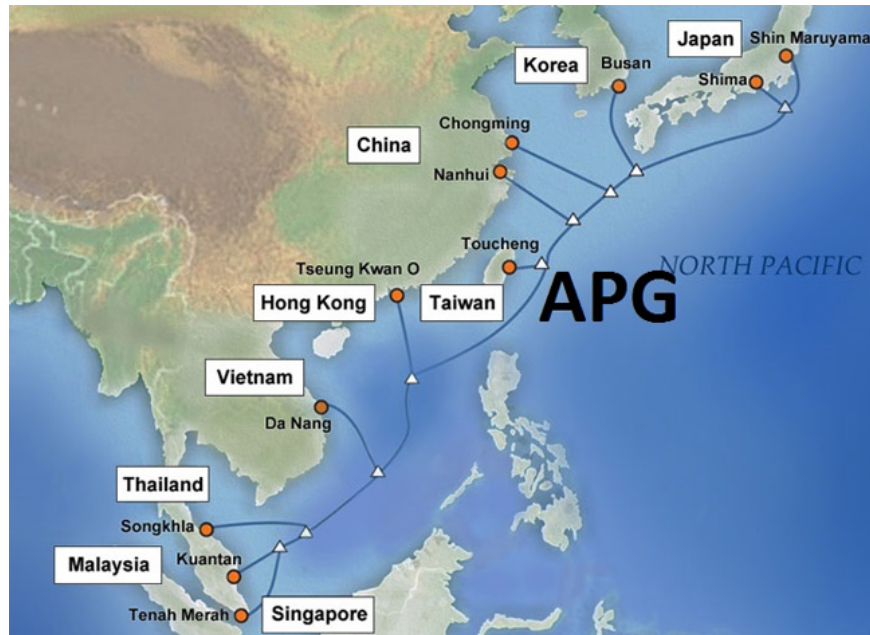 Japan
Shin Maruyama
Korea
Busan
Shima
Chongming
China
Nanhui
Toucheng
NORTH PACIFIC
Tseung Kwan O
APG
Hong Kong
Taiwan
Vietnam
Da Nang
Thailand
Songkhla
Kuantan
Malaysia
Tenah Merah
Singapore